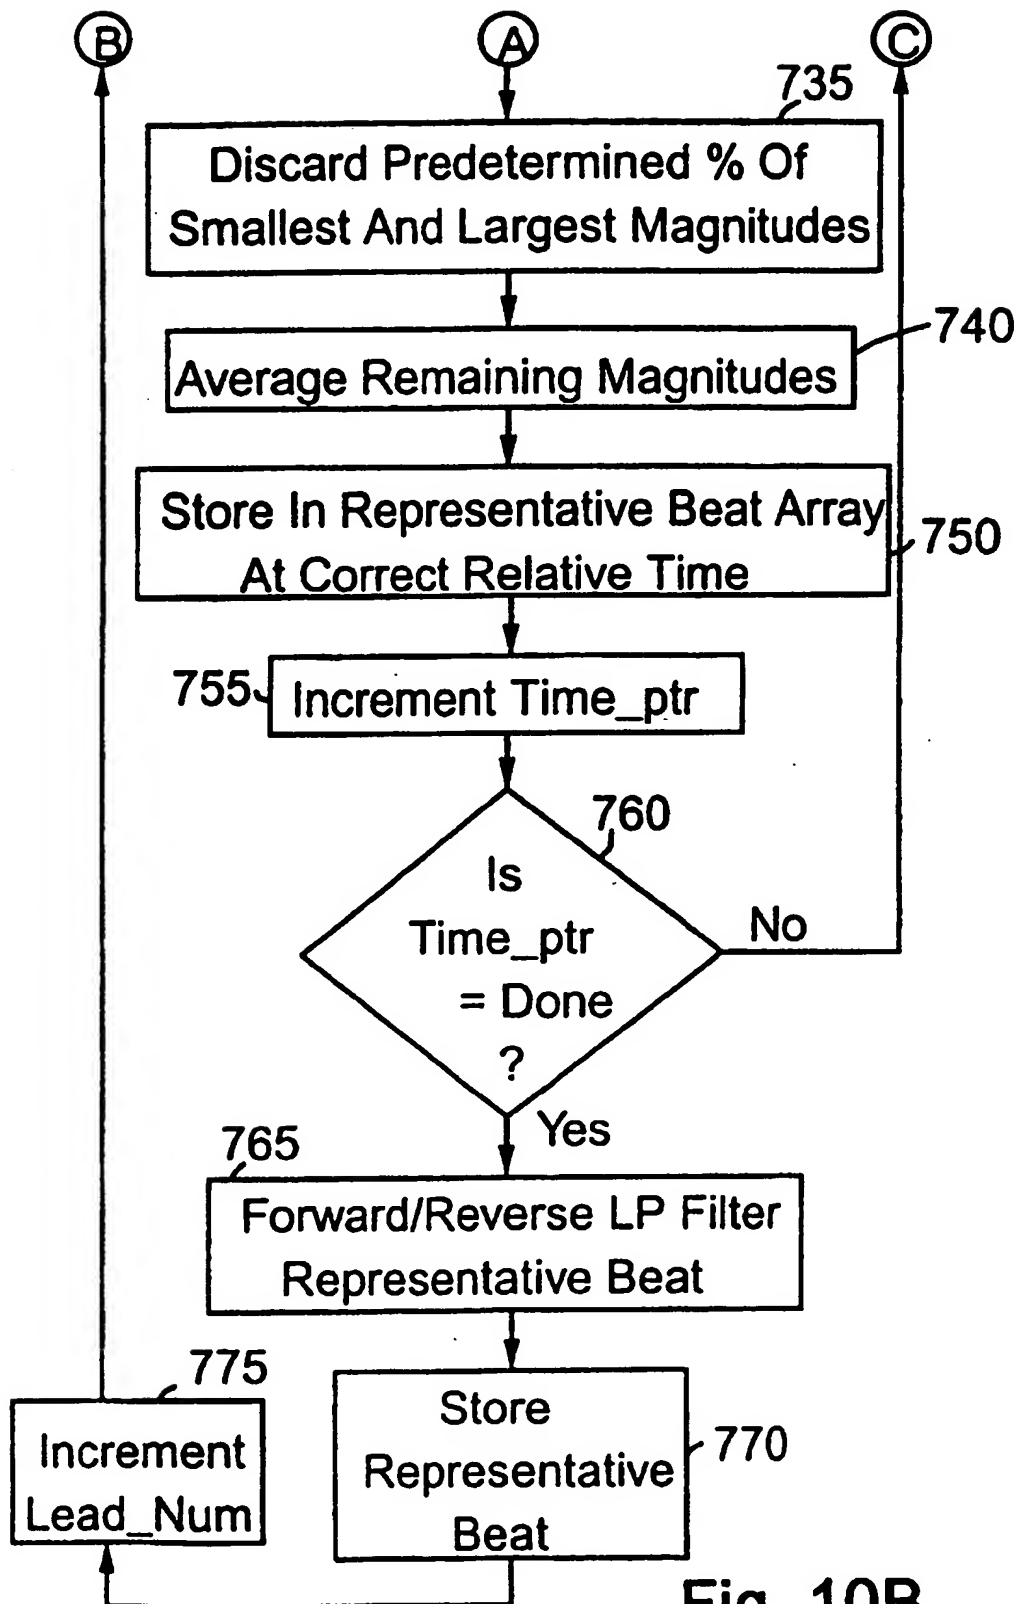 B
A
C
735
Discard Predetermined % Of
Smallest And Largest Magnitudes
740
Average Remaining Magnitudes
Store In Representative Beat Array
At Correct Relative Time
750
755
Increment Time_ptr
760
Is
Time_ptr
= Done
?
No
Yes
765
Forward/Reverse LP Filter
Representative Beat
775
Increment
Lead_Num
Store
Representative
Beat
770
Fig. 10B